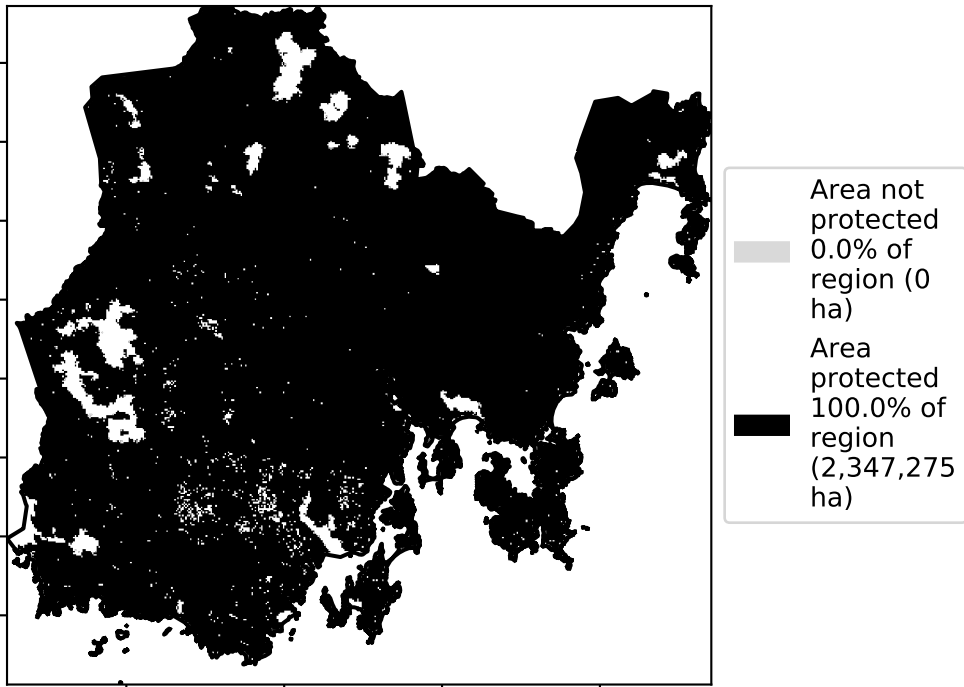 Area not
protected
0.0% of
region (0
ha)
Area
protected
100.0% of
region
(2,347,275
ha)